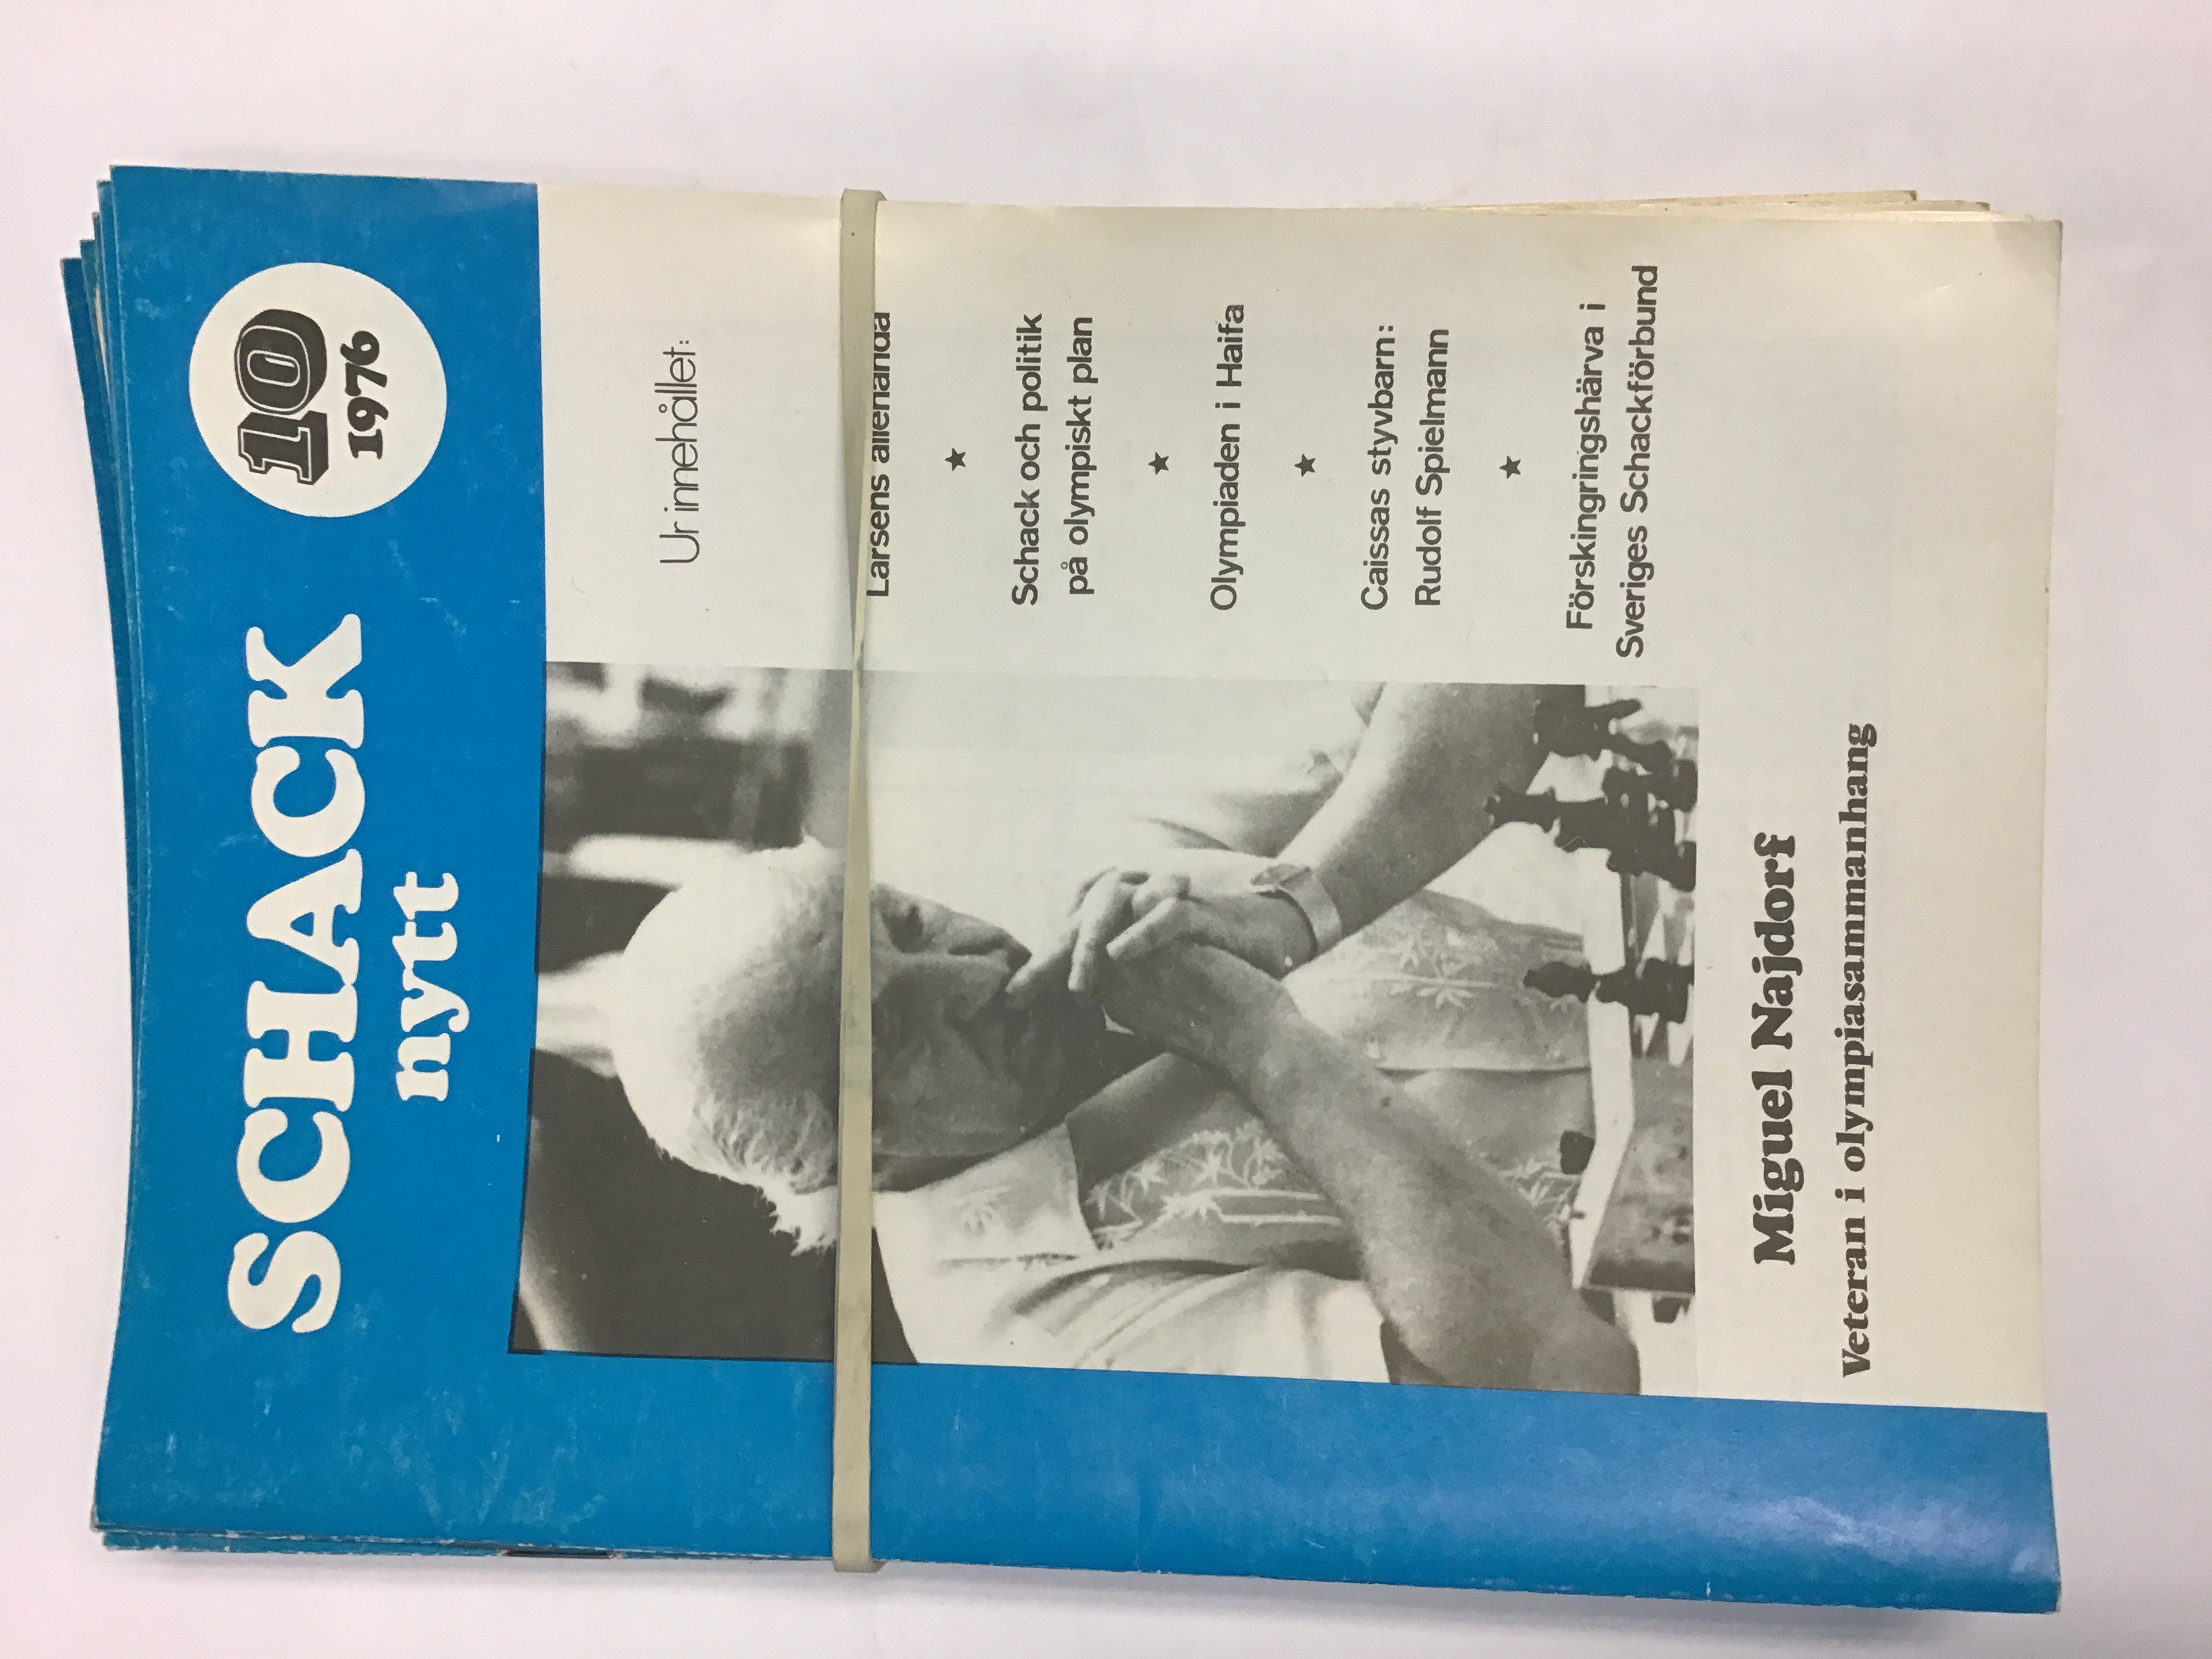 SCHACK
nytt
10
1976
Ur innehållet:
Larsens allehanda
★
Schack och politik
på olympiskt plan
★
Olympiaden i Haifa
★
Caissas styvbarn:
Rudolf Spielmann
★
Förskingringshärva i
Sveriges Schackförbund
Miguel Najdorf
Veteran i olympiasammanhang